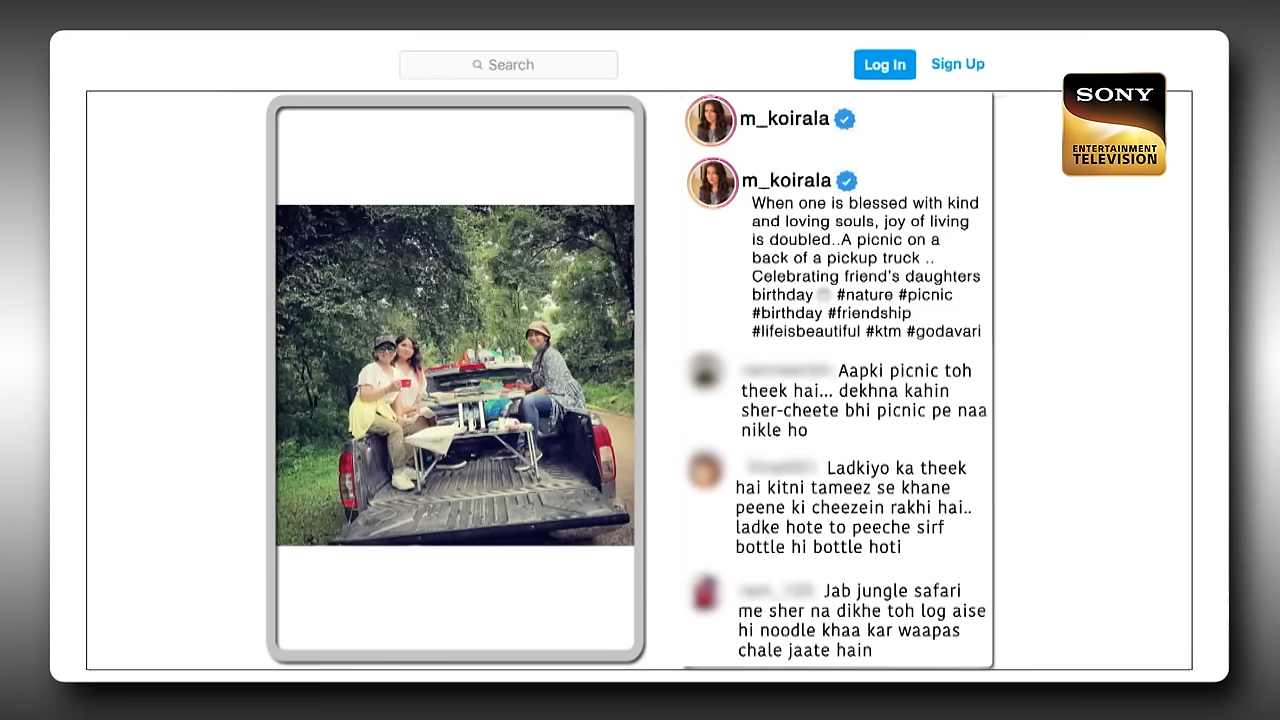 Search
Log In
Sign Up
SONY
ENTERTAINMENT
TELEVISION
m_koirala
m_koirala
When one is blessed with kind
and loving souls, joy of living
is doubled..A picnic on a
back of a pickup truck ..
Celebrating friend's daughters
birthday #nature #picnic
#birthday #friendship
#lifeisbeautiful #ktm #godavari
Aapki picnic toh
theek hai... dekhna kahin
sher-cheete bhi picnic pe naa
nikle ho
Ladkiyo ka theek
hai kitni tameez se khane
peene ki cheezein rakhi hai..
ladke hote to peeche sirf
bottle hi bottle hoti
Jab jungle safari
me sher na dikhe toh log aise
hi noodle khaa kar waapas
chale jaate hain